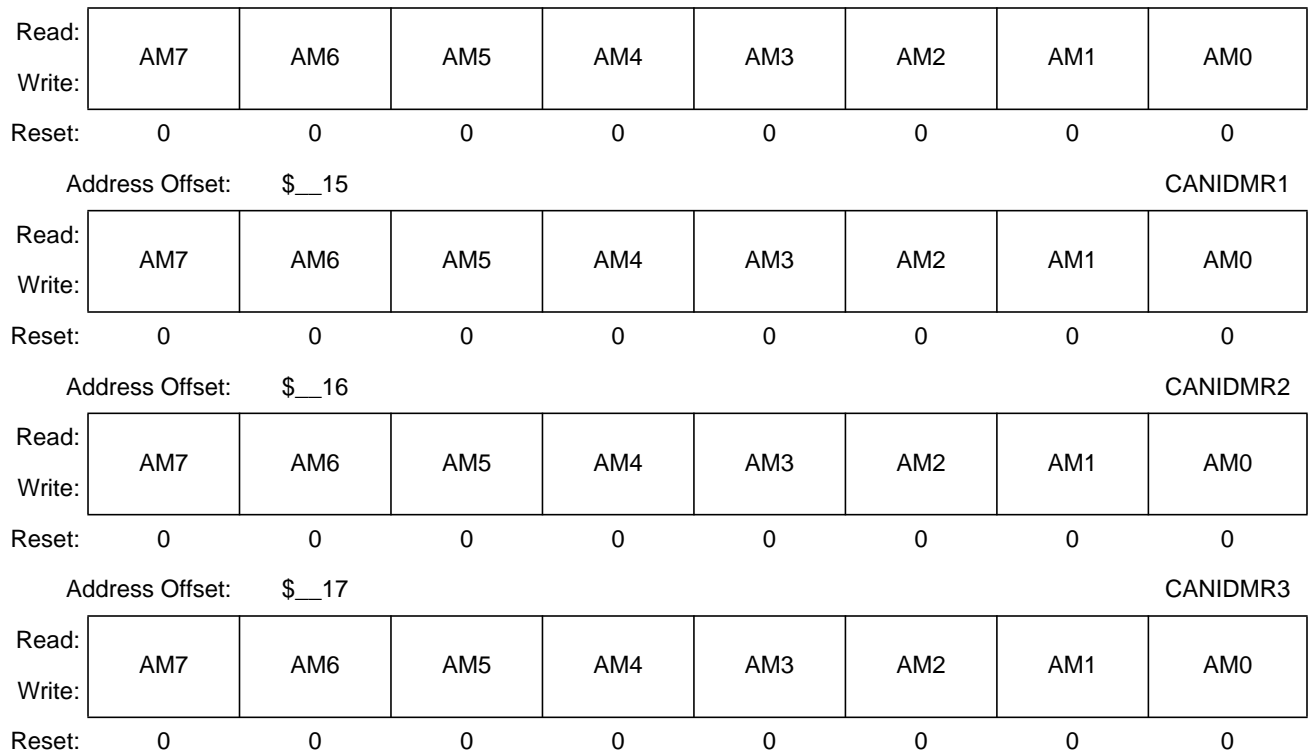 Read:
AM7 AM6 AM5 AM4 AM3 AM2 AM1 AM0
Write:
Reset: 0 0 0 0 0 0 0 0
Address Offset: $__15 CANIDMR1
Read:
AM7 AM6 AM5 AM4 AM3 AM2 AM1 AM0
Write:
Reset: 0 0 0 0 0 0 0 0
Address Offset: $__16 CANIDMR2
Read:
AM7 AM6 AM5 AM4 AM3 AM2 AM1 AM0
Write:
Reset: 0 0 0 0 0 0 0 0
Address Offset: $__17 CANIDMR3
Read:
AM7 AM6 AM5 AM4 AM3 AM2 AM1 AM0
Write:
Reset: 0 0 0 0 0 0 0 0